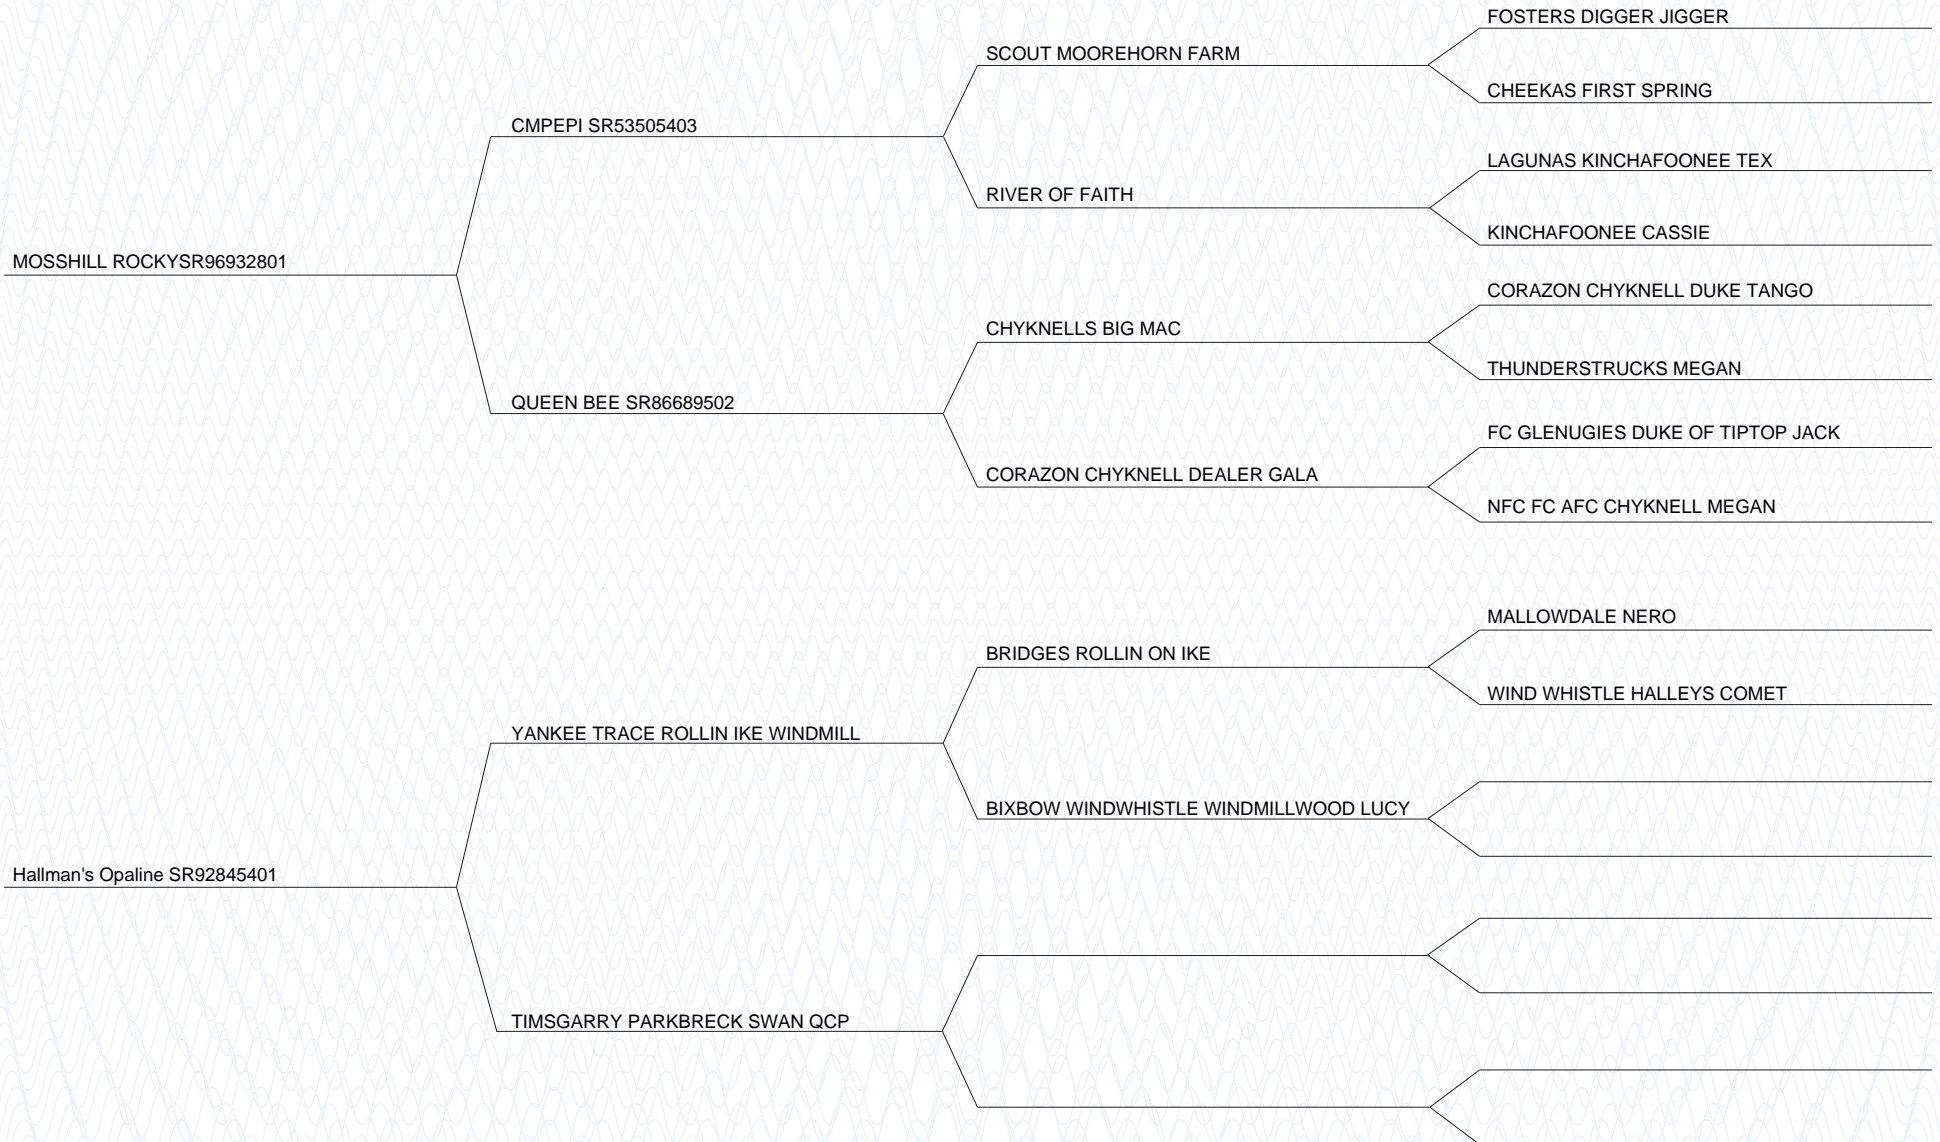 FOSTERS DIGGER JIGGER
SCOUT MOOREHORN FARM
CHEEKAS FIRST SPRING
CMPEPI SR53505403
LAGUNAS KINCHAFOONEE TEX
RIVER OF FAITH
KINCHAFOONEE CASSIE
MOSSHILL ROCKYSR96932801
CORAZON CHYKNELL DUKE TANGO
CHYKNELLS BIG MAC
THUNDERSTRUCKS MEGAN
QUEEN BEE SR86689502
FC GLENUGIES DUKE OF TIPTOP JACK
CORAZON CHYKNELL DEALER GALA
NFC FC AFC CHYKNELL MEGAN
MALLOWDALE NERO
BRIDGES ROLLIN ON IKE
WIND WHISTLE HALLEYS COMET
YANKEE TRACE ROLLIN IKE WINDMILL
BIXBOW WINDWHISTLE WINDMILLWOOD LUCY
Hallman's Opaline SR92845401
TIMSGARRY PARKBRECK SWAN QCP